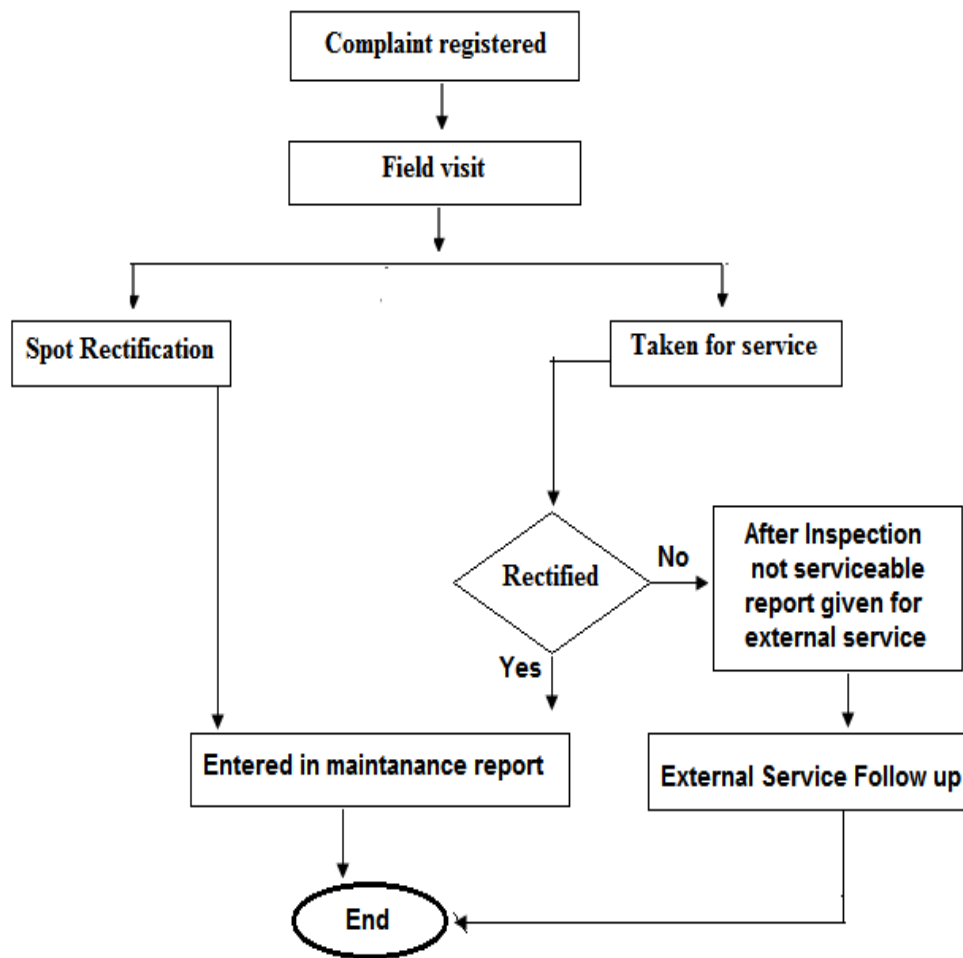 Complaint registered
Field visit
Spot Rectification
Taken for service
Rectified
No
After Inspection
not serviceable
report given for
external service
Yes
Entered in maintanance report
External Service Follow up
End